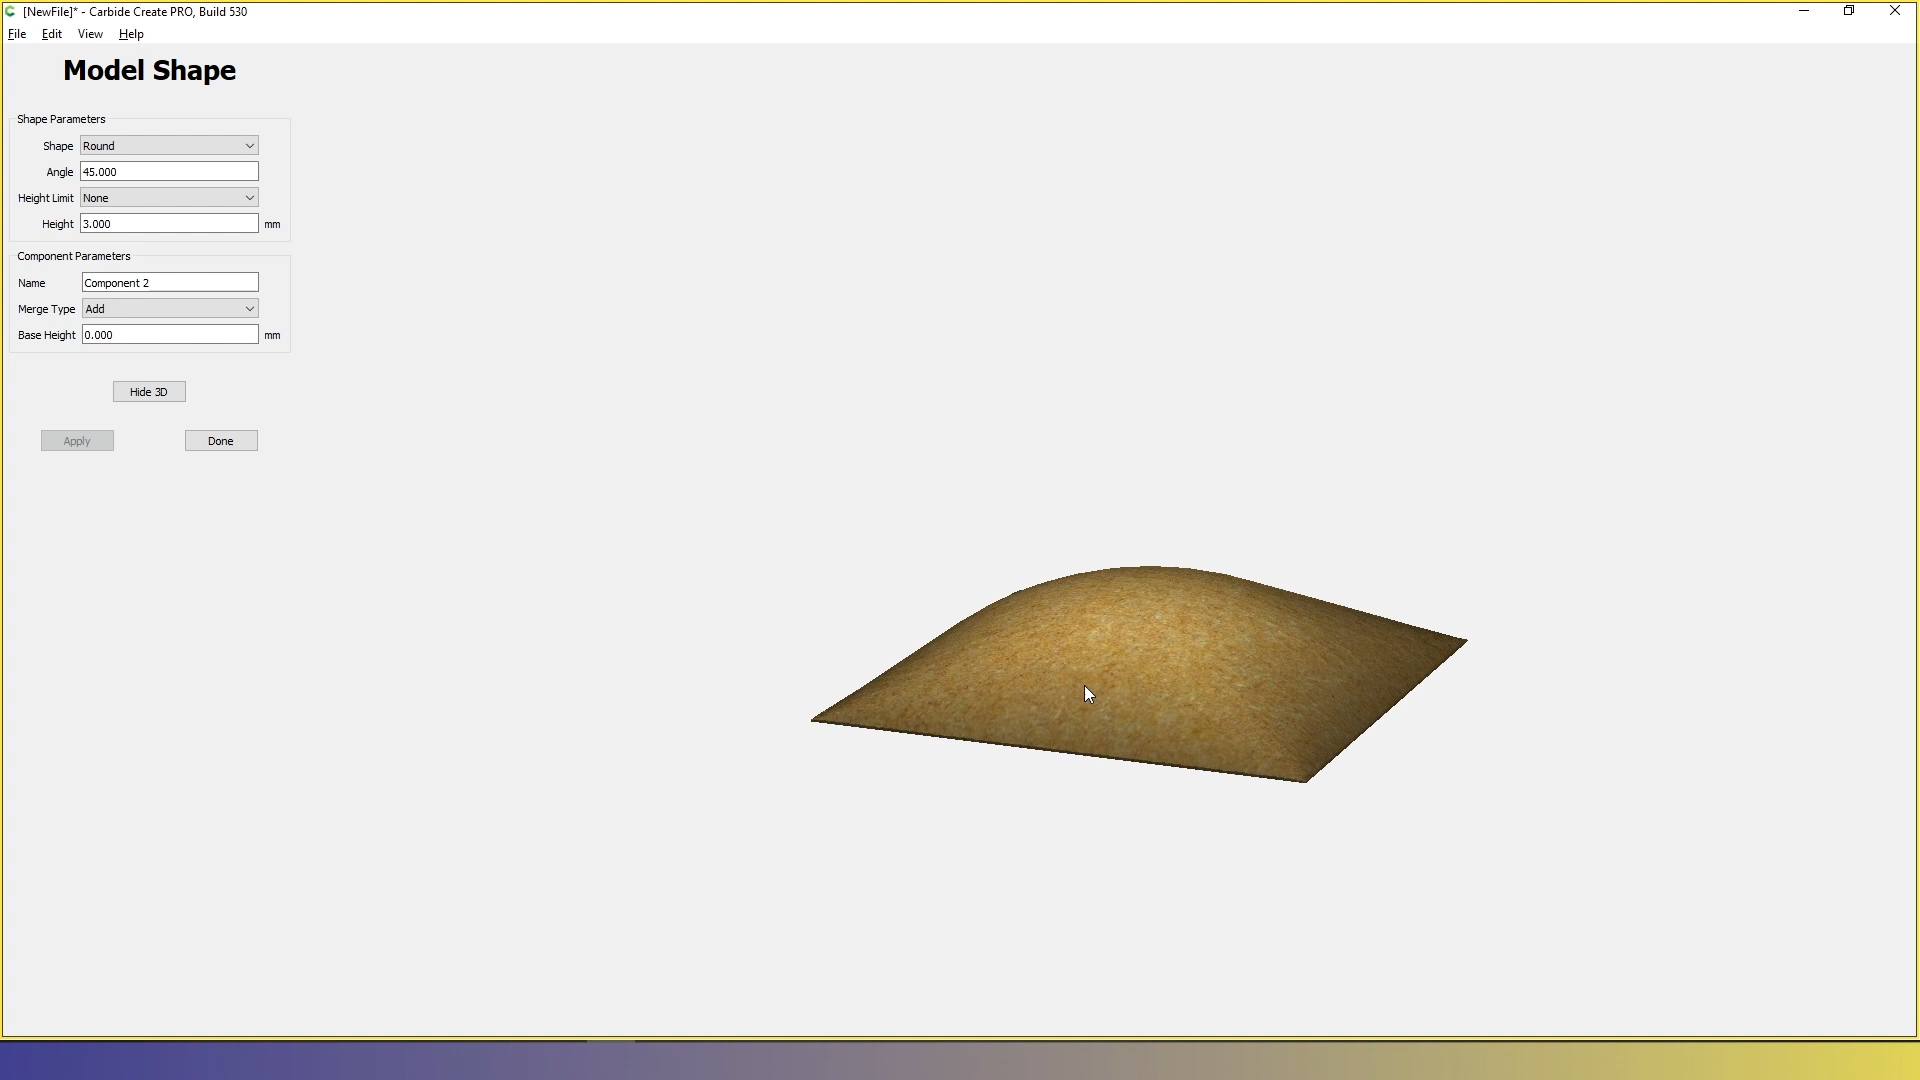 [NewFile]* - Carbide Create PRO, Build 530
File Edit View Help
Model Shape
Shape Parameters
Shape Round
Angle 45.000
Height Limit None
Height 3.000 mm
Component Parameters
Name Component 2
Merge Type Add
Base Height 0.000 mm
Hide 3D
Apply Done